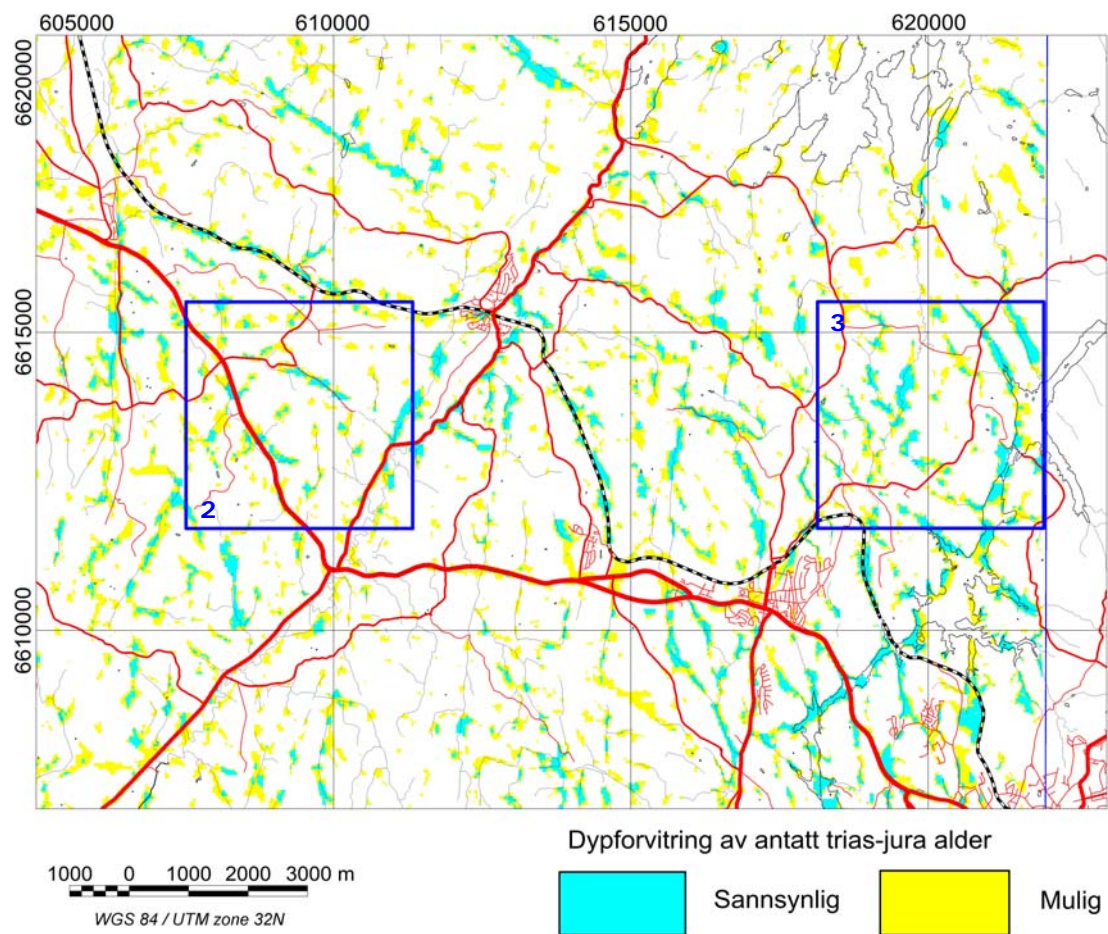 605000 610000 615000 620000
6620000
6615000
6610000
3
2
Dypforvitring av antatt trias-jura alder
1000 0 1000 2000 3000 m
WGS 84 / UTM zone 32N
Sannsynlig Mulig